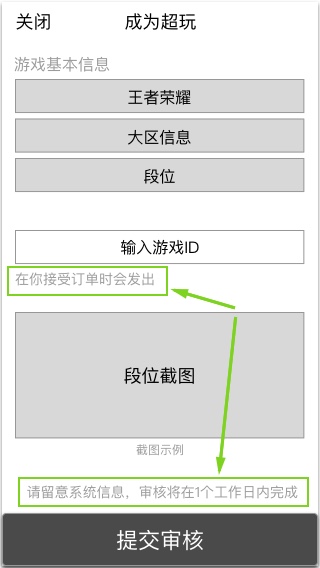 关闭 成为超玩
游戏基本信息
王者荣耀
大区信息
段位
输入游戏ID
在你接受订单时会发出
段位截图
截图示例
请留意系统信息，审核将在1个工作日内完成
提交审核